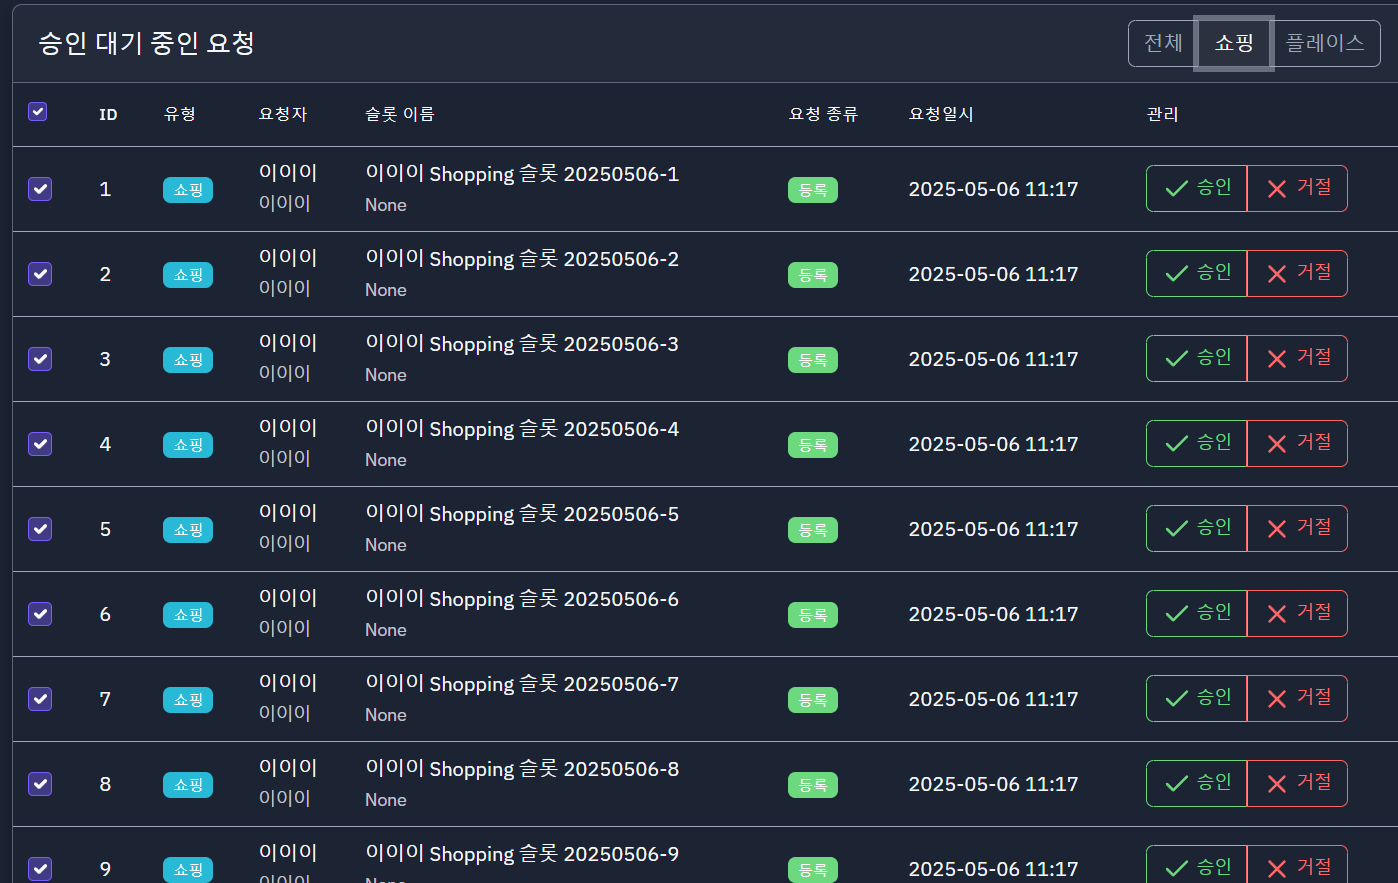 승인 대기 중인 요청
전체 쇼핑 플레이스
ID 유형 요청자 슬롯 이름 요청 종류 요청일시 관리
1 쇼핑 이이이 이이이 Shopping 슬롯 20250506-1 등록 2025-05-06 11:17 승인 거절
이이이 None
2 쇼핑 이이이 이이이 Shopping 슬롯 20250506-2 등록 2025-05-06 11:17 승인 거절
이이이 None
3 쇼핑 이이이 이이이 Shopping 슬롯 20250506-3 등록 2025-05-06 11:17 승인 거절
이이이 None
4 쇼핑 이이이 이이이 Shopping 슬롯 20250506-4 등록 2025-05-06 11:17 승인 거절
이이이 None
5 쇼핑 이이이 이이이 Shopping 슬롯 20250506-5 등록 2025-05-06 11:17 승인 거절
이이이 None
6 쇼핑 이이이 이이이 Shopping 슬롯 20250506-6 등록 2025-05-06 11:17 승인 거절
이이이 None
7 쇼핑 이이이 이이이 Shopping 슬롯 20250506-7 등록 2025-05-06 11:17 승인 거절
이이이 None
8 쇼핑 이이이 이이이 Shopping 슬롯 20250506-8 등록 2025-05-06 11:17 승인 거절
이이이 None
9 쇼핑 이이이 이이이 Shopping 슬롯 20250506-9 등록 2025-05-06 11:17 승인 거절